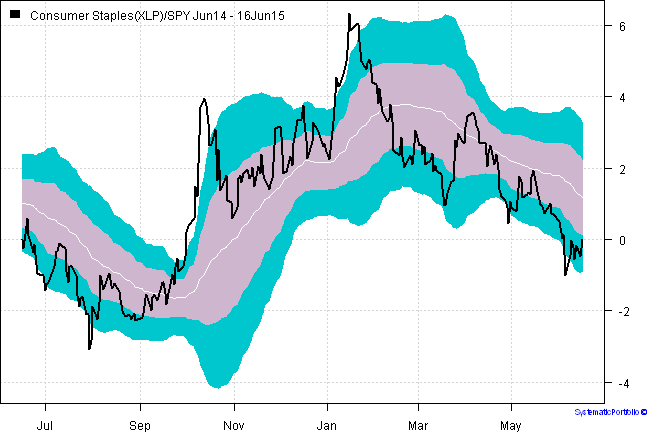 Consumer Staples(XLP)/SPY Jun14 - 16Jun15
6
4
2
0
-2
-4
Jul Sep Nov Jan Mar May
SystematicPortfolio ©